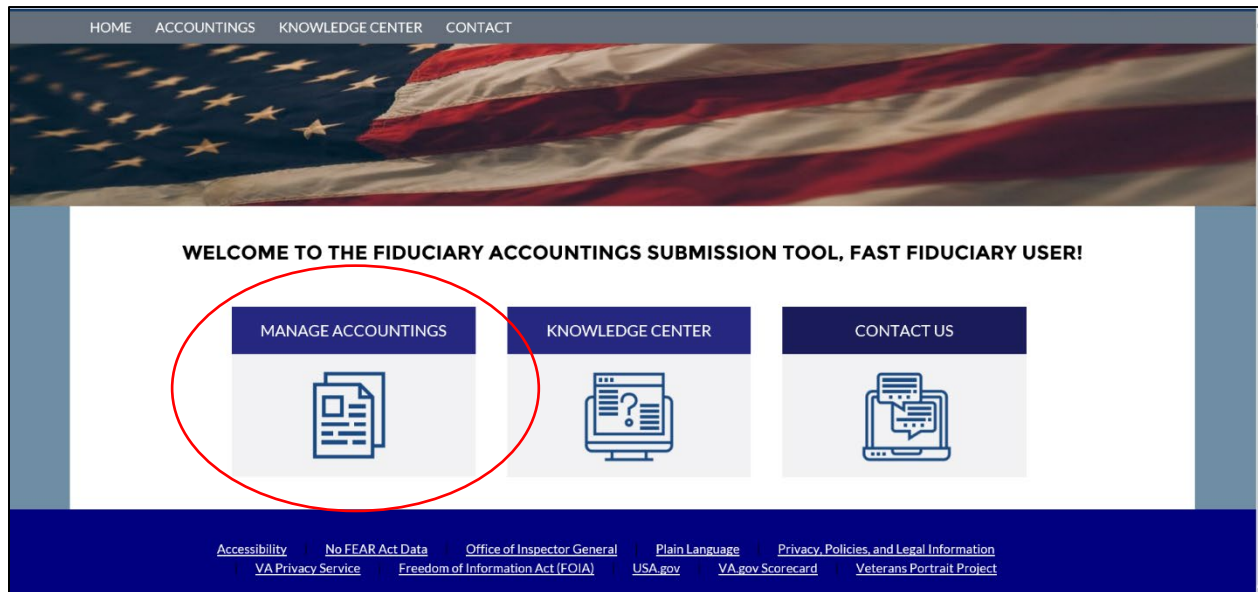 HOME ACCOUNTINGS KNOWLEDGE CENTER CONTACT
WELCOME TO THE FIDUCIARY ACCOUNTINGS SUBMISSION TOOL, FAST FIDUCIARY USER!
MANAGE ACCOUNTINGS KNOWLEDGE CENTER CONTACT US
?
Accessibility No FEAR Act Data Office of Inspector General Plain Language Privacy, Policies, and Legal Information
VA Privacy Service Freedom of Information Act (FOIA) USA.gov VA.gov Scorecard Veterans Portrait Project